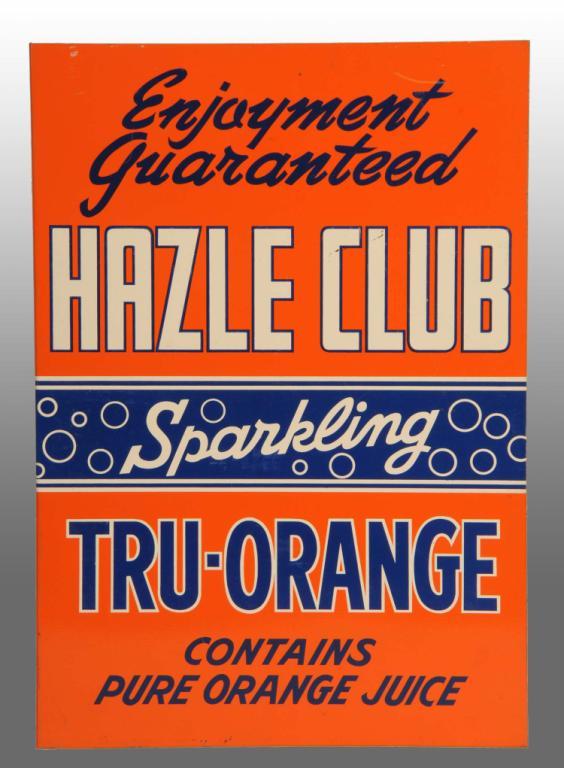 Enjoyment
Guaranteed
HAZLE CLUB
Sparkling
TRU-ORANGE
CONTAINS
PURE ORANGE JUICE